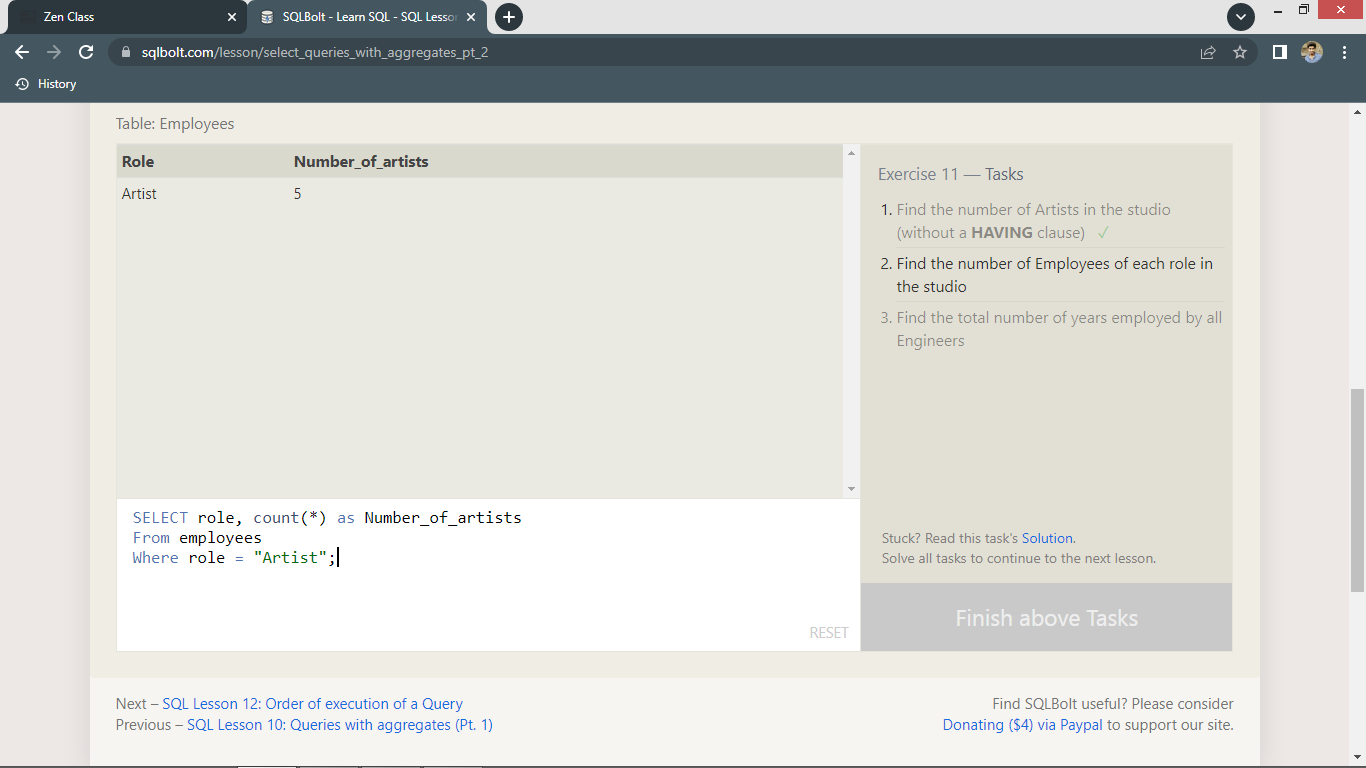 Zen Class
SQLBolt - Learn SQL - SQL Lesson
sqlbolt.com/lesson/select_queries_with_aggregates_pt_2
History
Table: Employees
Role Number_of_artists
Artist 5
Exercise 11 — Tasks
1. Find the number of Artists in the studio
(without a HAVING clause) ✓
2. Find the number of Employees of each role in
the studio
3. Find the total number of years employed by all
Engineers
SELECT role, count(*) as Number_of_artists
From employees
Where role = "Artist";
RESET
Stuck? Read this task's Solution.
Solve all tasks to continue to the next lesson.
Finish above Tasks
Next – SQL Lesson 12: Order of execution of a Query
Previous – SQL Lesson 10: Queries with aggregates (Pt. 1)
Find SQLBolt useful? Please consider
Donating ($4) via Paypal to support our site.